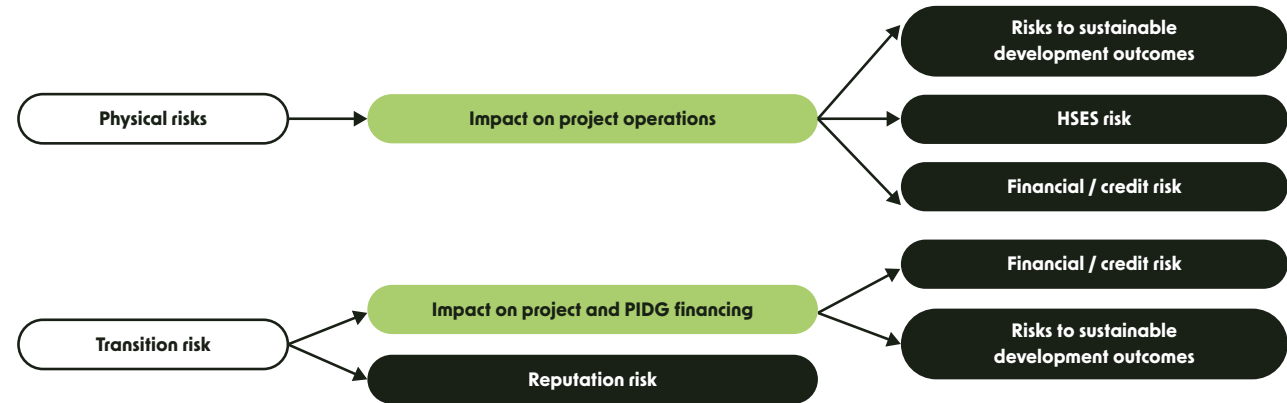 Physical risks
Impact on project operations
Risks to sustainable
development outcomes
HSES risk
Financial / credit risk
Transition risk
Impact on project and PIDG financing
Reputation risk
Financial / credit risk
Risks to sustainable
development outcomes